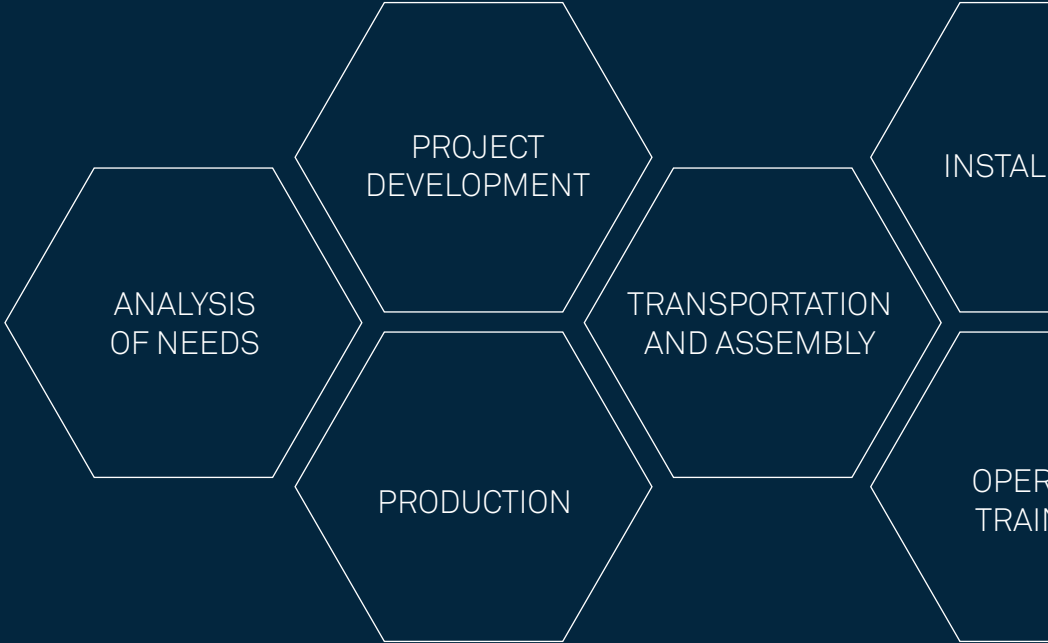 ANALYSIS
OF NEEDS
PROJECT
DEVELOPMENT
PRODUCTION
TRANSPORTATION
AND ASSEMBLY